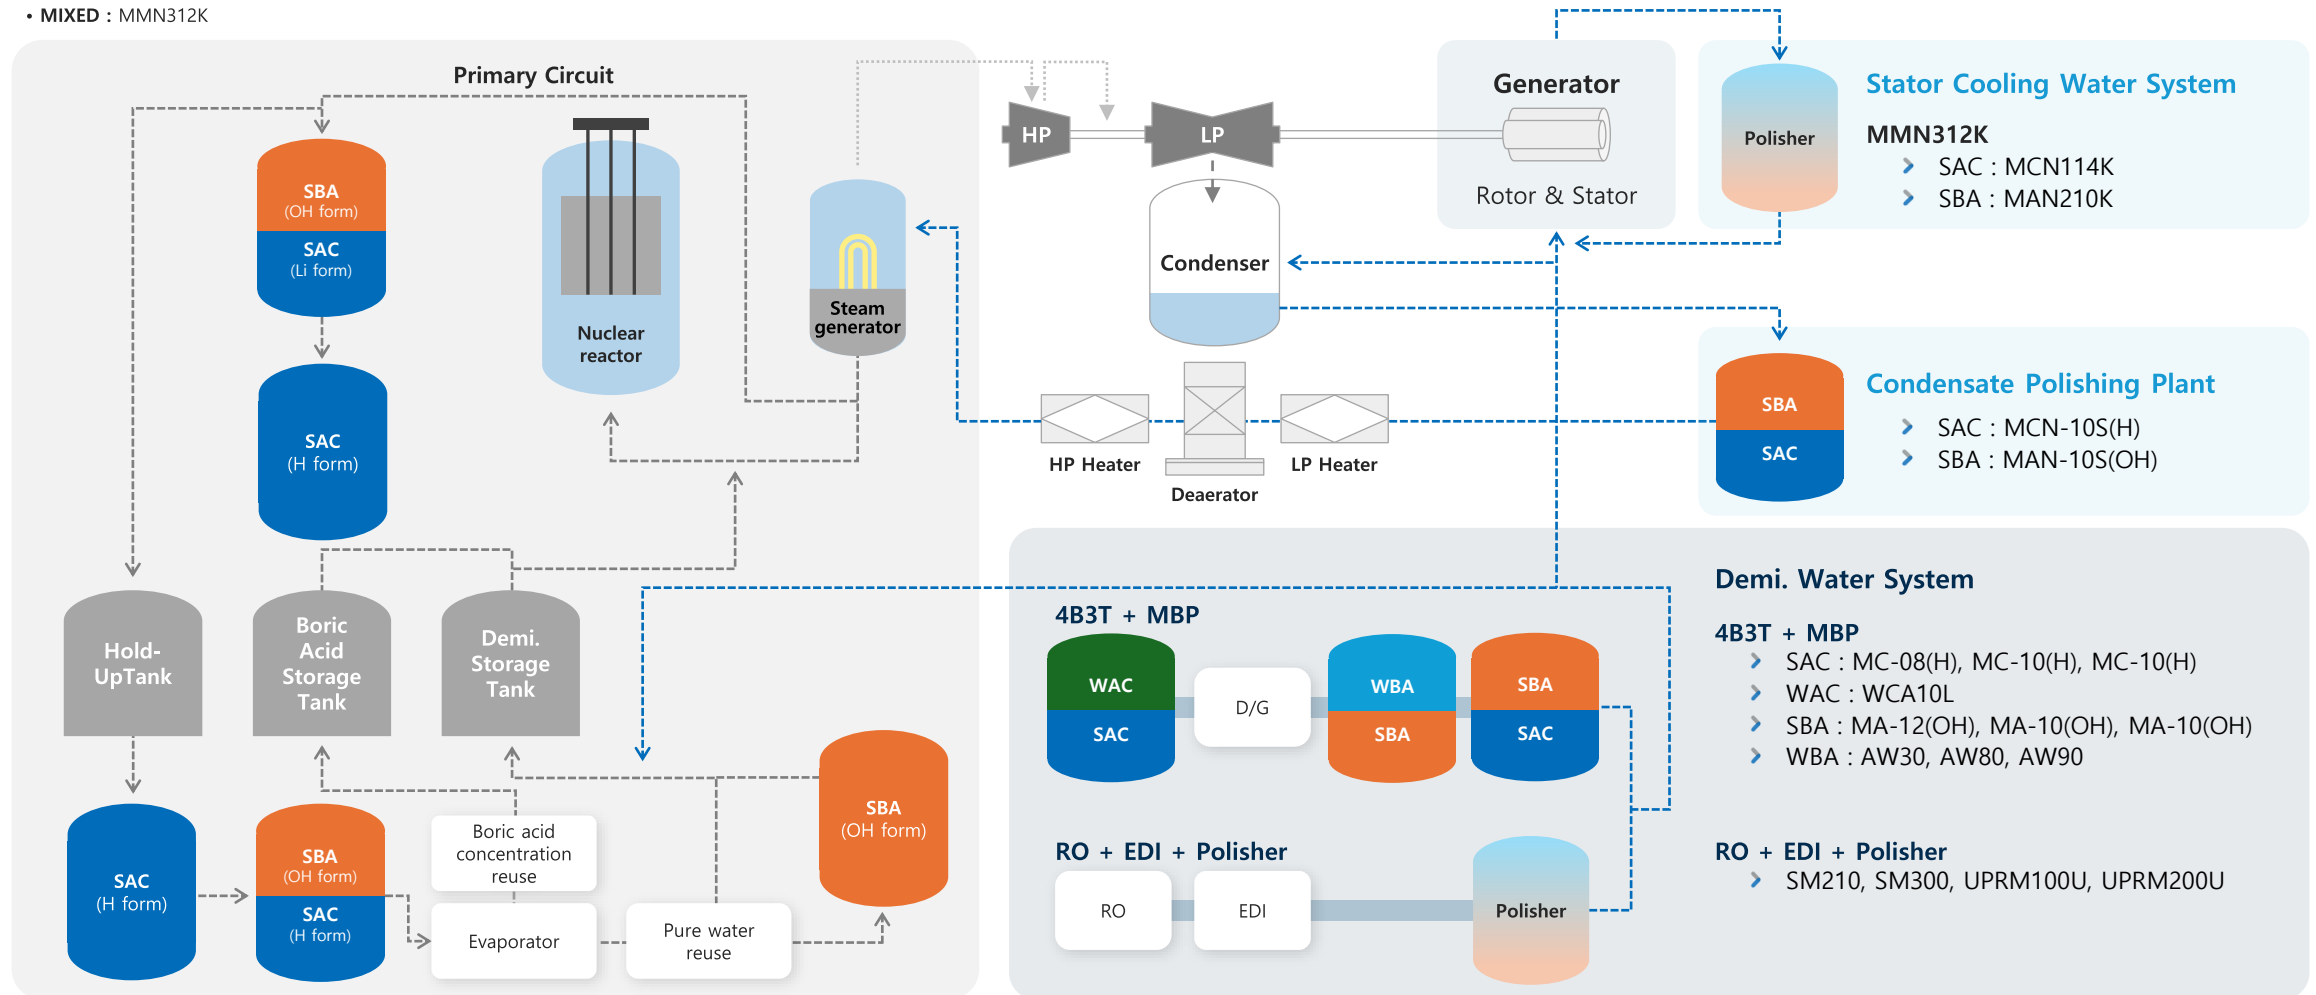 • MIXED : MMN312K
Primary Circuit
SBA
(OH form)
SAC
(Li form)
SAC
(H form)
Nuclear
reactor
Steam
generator
HP
LP
Condenser
Generator
Rotor & Stator
Polisher
Stator Cooling Water System
MMN312K
SAC : MCN114K
SBA : MAN210K
HP Heater
Deaerator
LP Heater
SBA
SAC
Condensate Polishing Plant
SAC : MCN-10S(H)
SBA : MAN-10S(OH)
Hold-
UpTank
Boric
Acid
Storage
Tank
Demi.
Storage
Tank
SAC
(H form)
SBA
(OH form)
SAC
(H form)
Boric acid
concentration
reuse
Evaporator
Pure water
reuse
SBA
(OH form)
4B3T + MBP
WAC
SAC
D/G
WBA
SBA
SBA
SAC
RO + EDI + Polisher
RO
EDI
Polisher
Demi. Water System
4B3T + MBP
SAC : MC-08(H), MC-10(H), MC-10(H)
WAC : WCA10L
SBA : MA-12(OH), MA-10(OH), MA-10(OH)
WBA : AW30, AW80, AW90
RO + EDI + Polisher
SM210, SM300, UPRM100U, UPRM200U